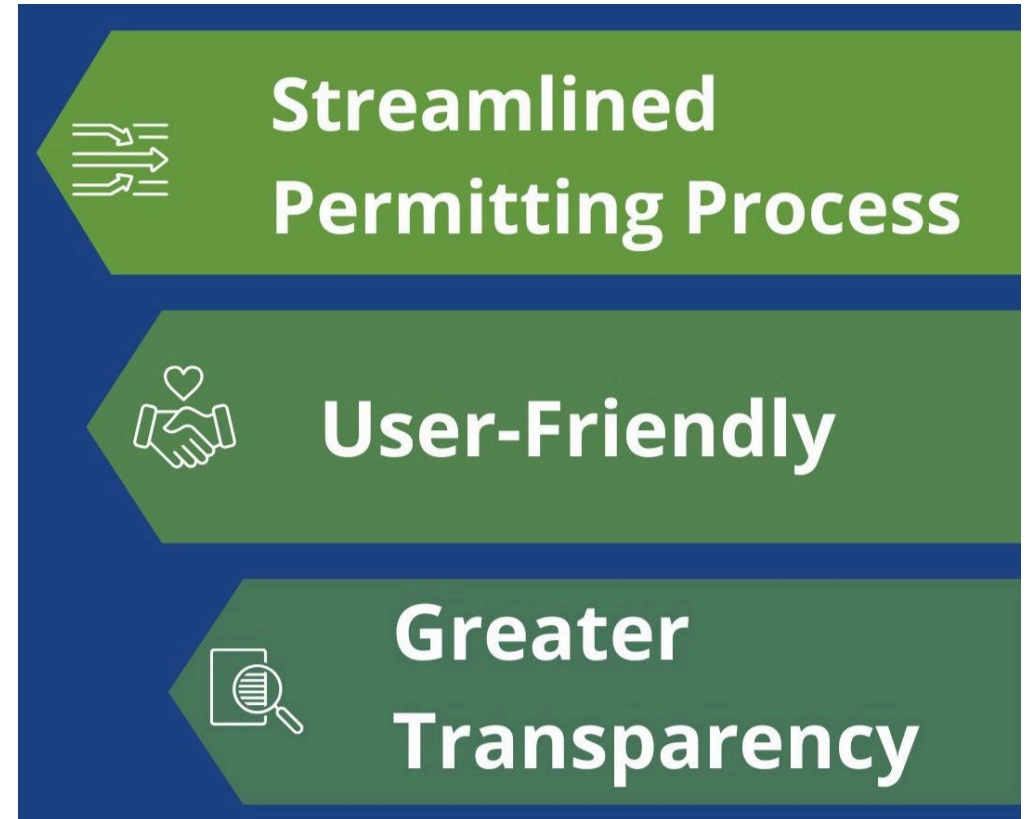 Streamlined
Permitting Process
User-Friendly
Greater
Transparency